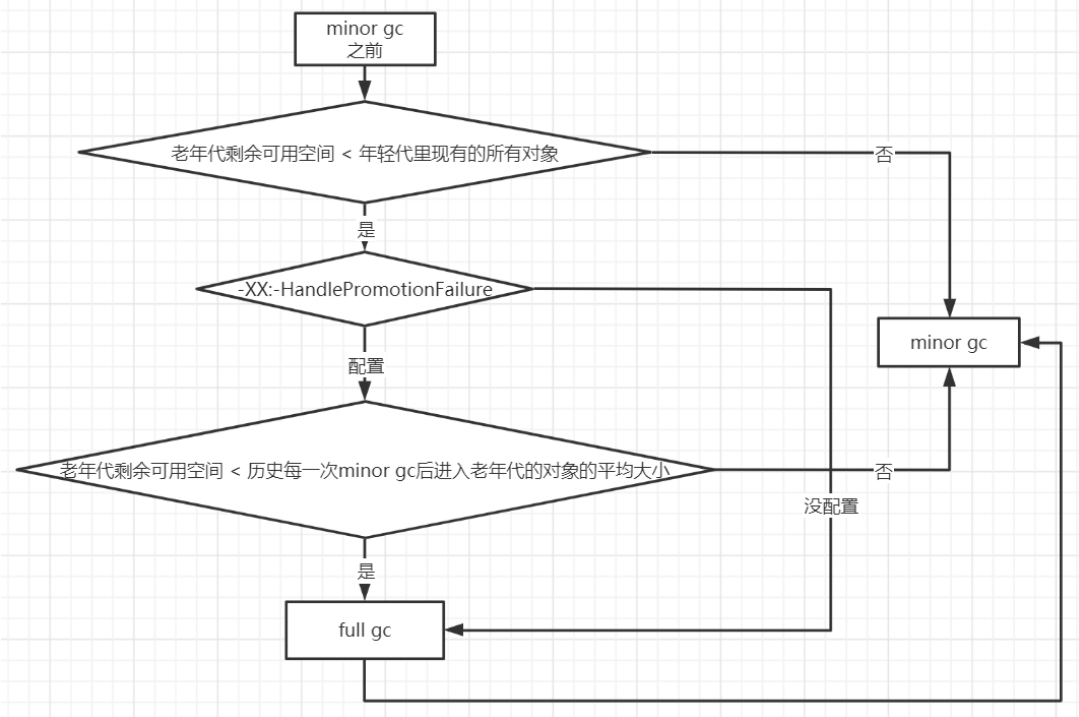 minor gc
之前
老年代剩余可用空间 < 年轻代里现有的所有对象
否
是
-XX:-HandlePromotionFailure
minor gc
配置
老年代剩余可用空间 < 历史每一次minor gc后进入老年代的对象的平均大小
否
没配置
是
full gc